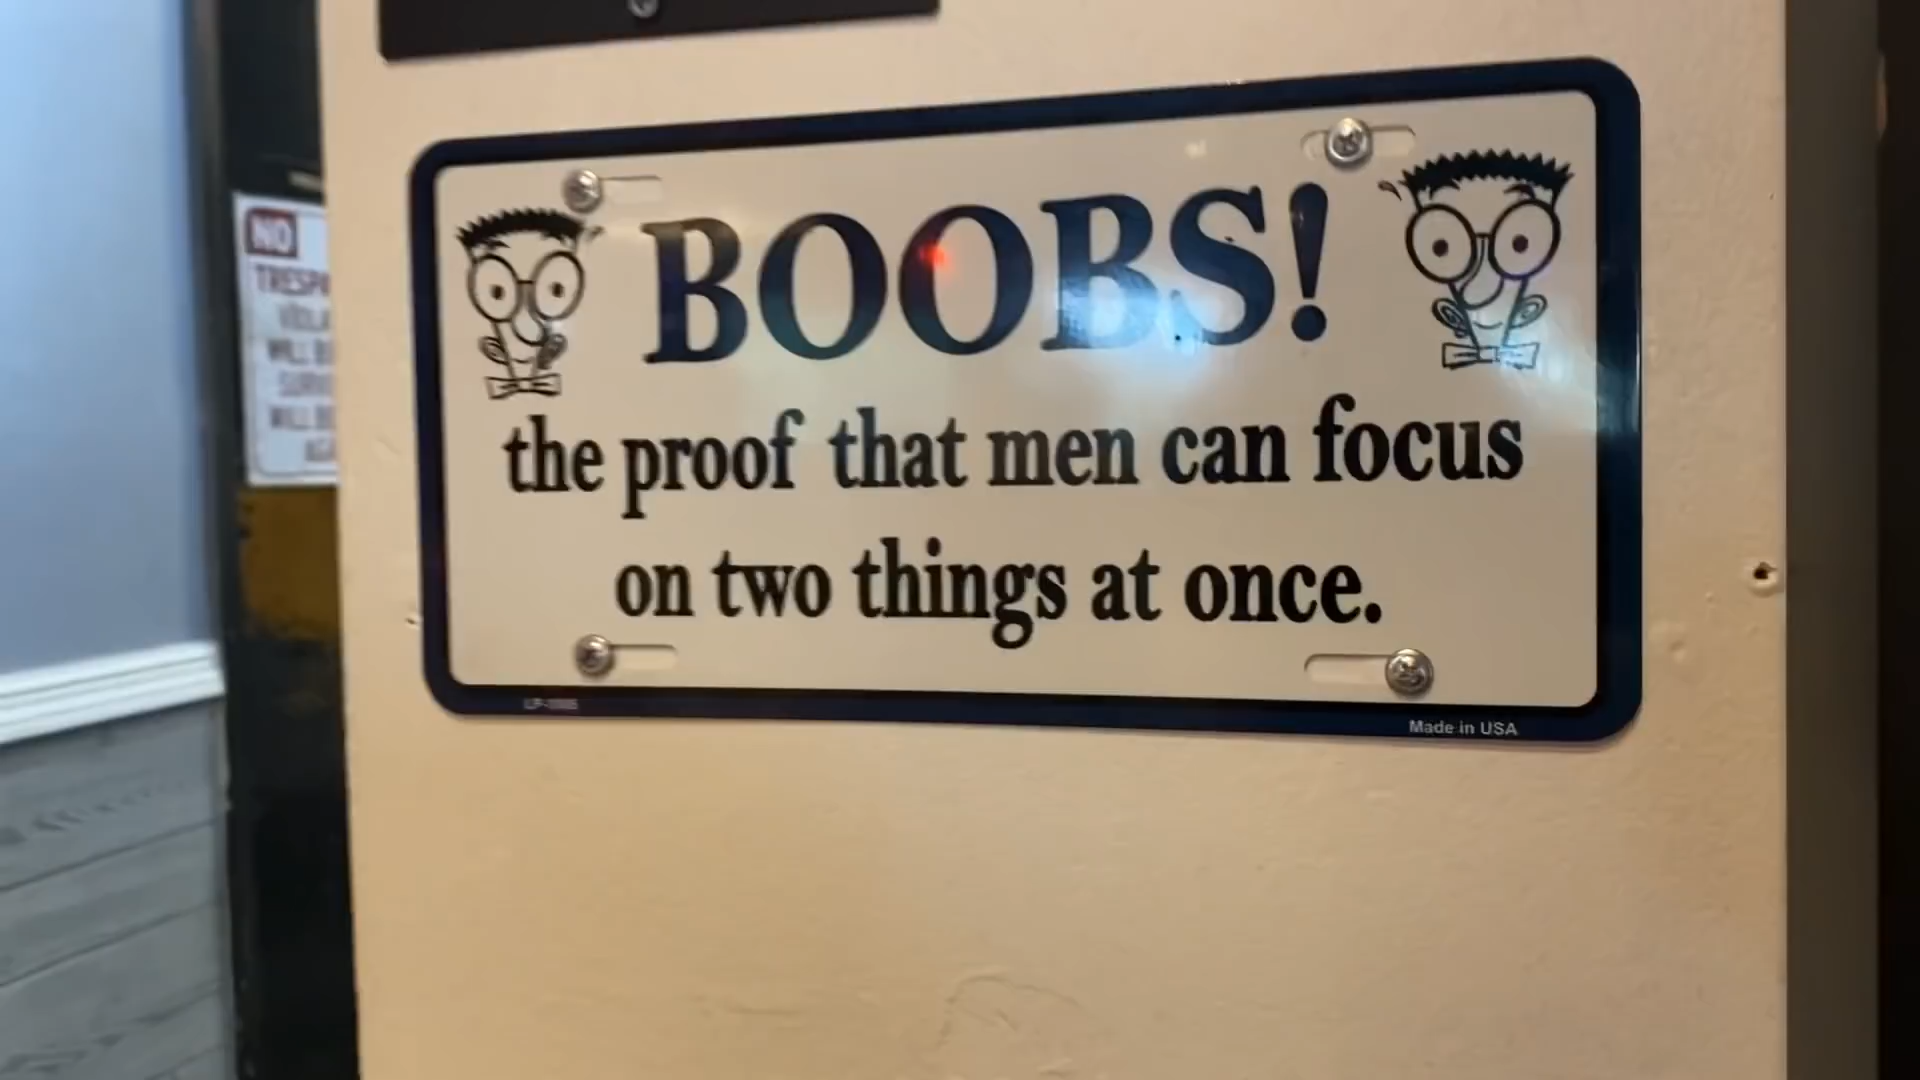 BOOBS!
the proof that men can focus
on two things at once.
Made in USA
NO